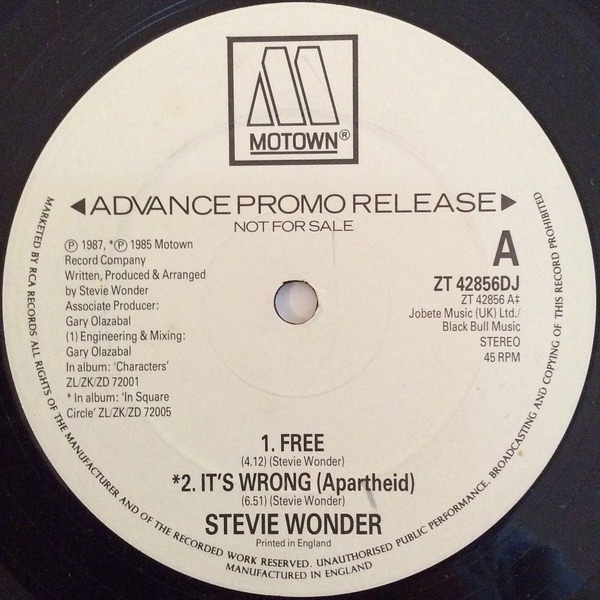 MOTOWN®
◄ADVANCE PROMO RELEASE►
NOT FOR SALE
℗ 1987, *℗ 1985 Motown
Record Company
Written, Produced & Arranged
by Stevie Wonder
Associate Producer:
Gary Olazabal
(1) Engineering & Mixing:
Gary Olazabal
In album: 'Characters'
ZL/ZK/ZD 72001
* In album: 'In Square
Circle' ZL/ZK/ZD 72005
A
ZT 42856DJ
ZT 42856 A‡
Jobete Music (UK) Ltd./
Black Bull Music
STEREO
45 RPM
1. FREE
(4.12) (Stevie Wonder)
*2. IT'S WRONG (Apartheid)
(6.51) (Stevie Wonder)
STEVIE WONDER
Printed in England
MARKETED BY RCA RECORDS ALL RIGHTS OF THE MANUFACTURER AND OF THE RECORDED WORK RESERVED. UNAUTHORISED PUBLIC PERFORMANCE, BROADCASTING AND COPYING OF THIS RECORD PROHIBITED
MANUFACTURED IN ENGLAND